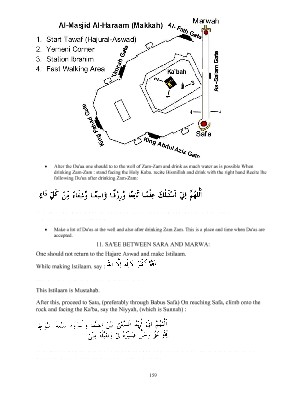 Al-Masjid Al-Haraam (Makkah)
Al-Fath Gate
Marwah
1. Start Tawaf (Hajural-Aswad)
2. Yemeni Corner
3. Station Ibrahim
4. Fast Walking Area
Umrah Gate
Ka'bah
As-Salam Gate
King Fahad Gate
King Abdul Aziz Gate
4
Safa
• After the Du'aa one should to to the well of Zam-Zam and drink as much water as is possible When
drinking Zam-Zam : stand facing the Holy Kaba, recite Bismillah and drink with the right hand Recite the
following Du'aa after drinking Zam-Zam:
اللّٰهُمَّ اِنِّيْ اَسْئَلُكَ عِلْمًا نَافِعًا وَرِزْقًا وَاسِعًا وَشِفَاءً مِّنْ كُلِّ دَاءٍ
• Make a lot of Du'aa at the well and also after drinking Zam Zam. This is a place and time when Du'aa are
accepted.
11. SA'EE BETWEEN SAFA AND MARWA:
One should not return to the Hajare Aswad and make Istilaam.
While making Istilaam, say :
This Istilaam is Mustahab.
After this, proceed to Safa, (preferably through Babus Safa) On reaching Safa, climb onto the
rock and facing the Ka'ba, say the Niyyah, (which is Sunnah) :
159